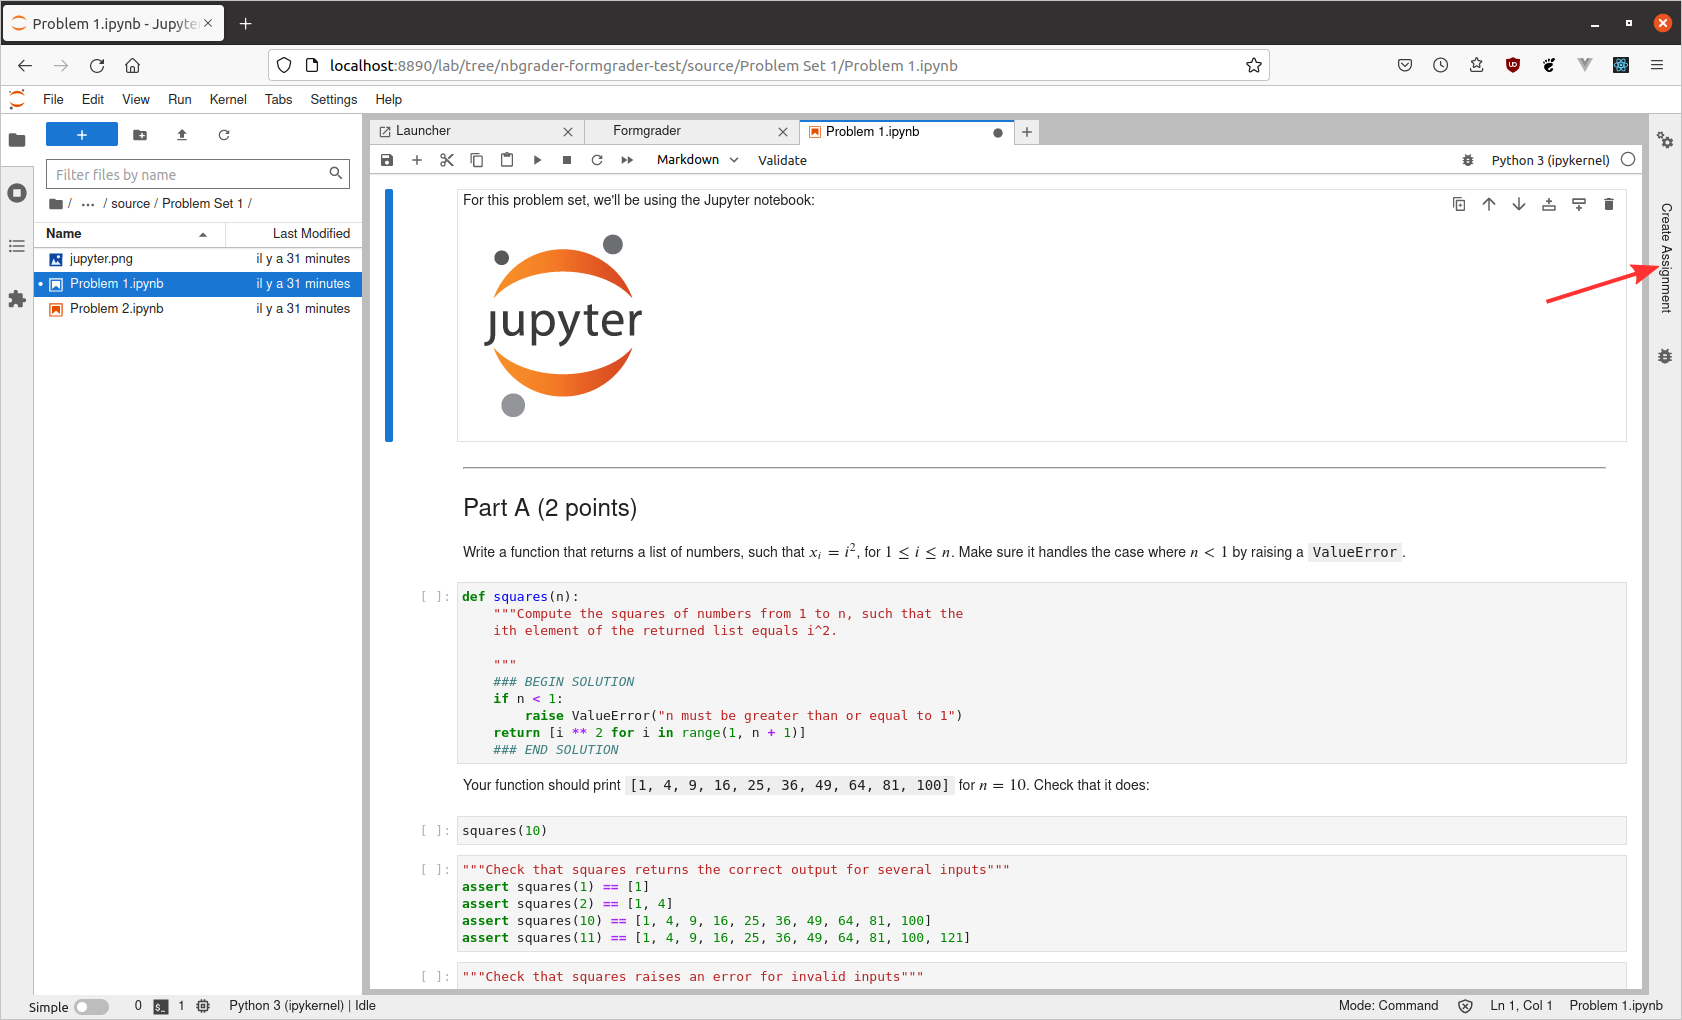 Problem 1.ipynb - Jupyte
localhost:8890/lab/tree/nbgrader-formgrader-test/source/Problem Set 1/Problem 1.ipynb
File Edit View Run Kernel Tabs Settings Help
Filter files by name
/ ... / source / Problem Set 1 /
Name Last Modified
jupyter.png il y a 31 minutes
Problem 1.ipynb il y a 31 minutes
Problem 2.ipynb il y a 31 minutes
Launcher Formgrader Problem 1.ipynb
Markdown Validate Python 3 (ipykernel)
For this problem set, we'll be using the Jupyter notebook:
jupyter
Part A (2 points)
Write a function that returns a list of numbers, such that xᵢ = i², for 1 ≤ i ≤ n. Make sure it handles the case where n < 1 by raising a ValueError.
[ ]: def squares(n):
"""Compute the squares of numbers from 1 to n, such that the
ith element of the returned list equals i^2.
"""
### BEGIN SOLUTION
if n < 1:
raise ValueError("n must be greater than or equal to 1")
return [i ** 2 for i in range(1, n + 1)]
### END SOLUTION
Your function should print [1, 4, 9, 16, 25, 36, 49, 64, 81, 100] for n = 10. Check that it does:
[ ]: squares(10)
[ ]: """Check that squares returns the correct output for several inputs"""
assert squares(1) == [1]
assert squares(2) == [1, 4]
assert squares(10) == [1, 4, 9, 16, 25, 36, 49, 64, 81, 100]
assert squares(11) == [1, 4, 9, 16, 25, 36, 49, 64, 81, 100, 121]
[ ]: """Check that squares raises an error for invalid inputs"""
Create Assignment
Simple 0 $_ 1 Python 3 (ipykernel) | Idle Mode: Command Ln 1, Col 1 Problem 1.ipynb